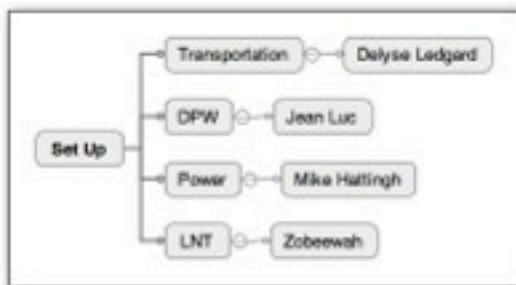 Transportation Delyse Ledgard
DPW Jean Luc
Set Up
Power Mike Hattingh
LNT Zobeewah